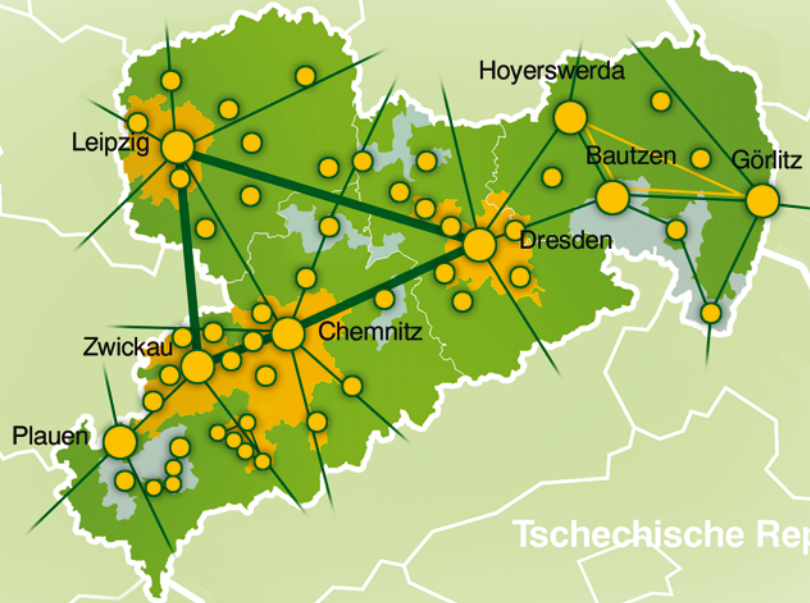 Hoyerswerda
Leipzig
Bautzen
Görlitz
Dresden
Chemnitz
Zwickau
Plauen
Tschechische Rep